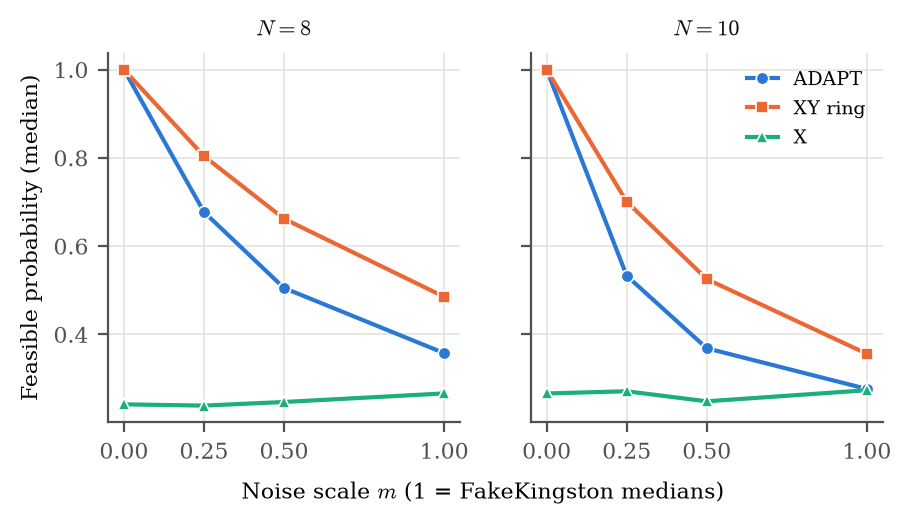 N = 8
N = 10
Feasible probability (median)
1.0
0.8
0.6
0.4
ADAPT
XY ring
X
0.00 0.25 0.50 1.00
0.00 0.25 0.50 1.00
Noise scale m (1 = FakeKingston medians)